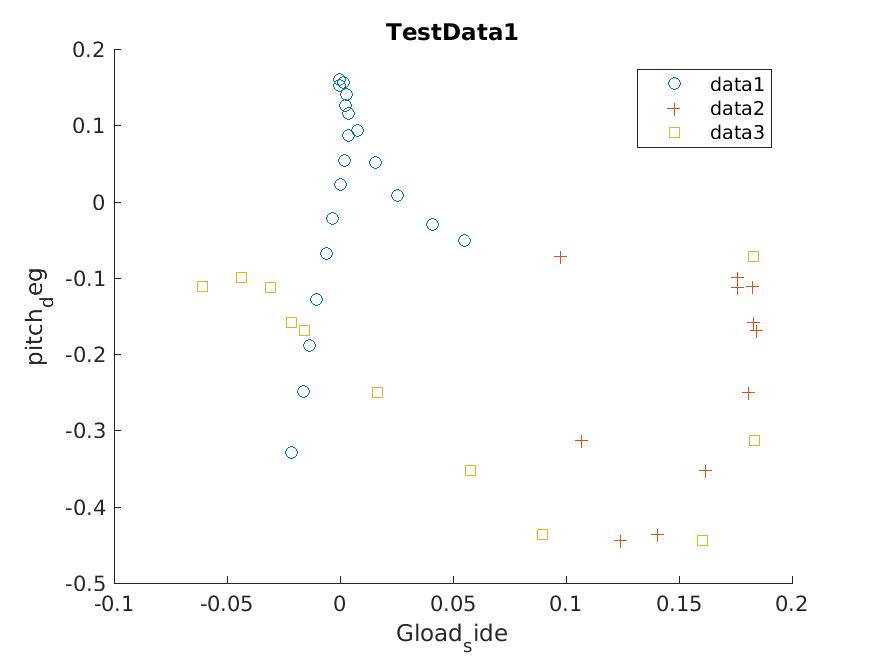 TestData1
0.2
0.1
0
-0.1
-0.2
-0.3
-0.4
-0.5
pitch_deg
data1
data2
data3
-0.1 -0.05 0 0.05 0.1 0.15 0.2
Gload_side